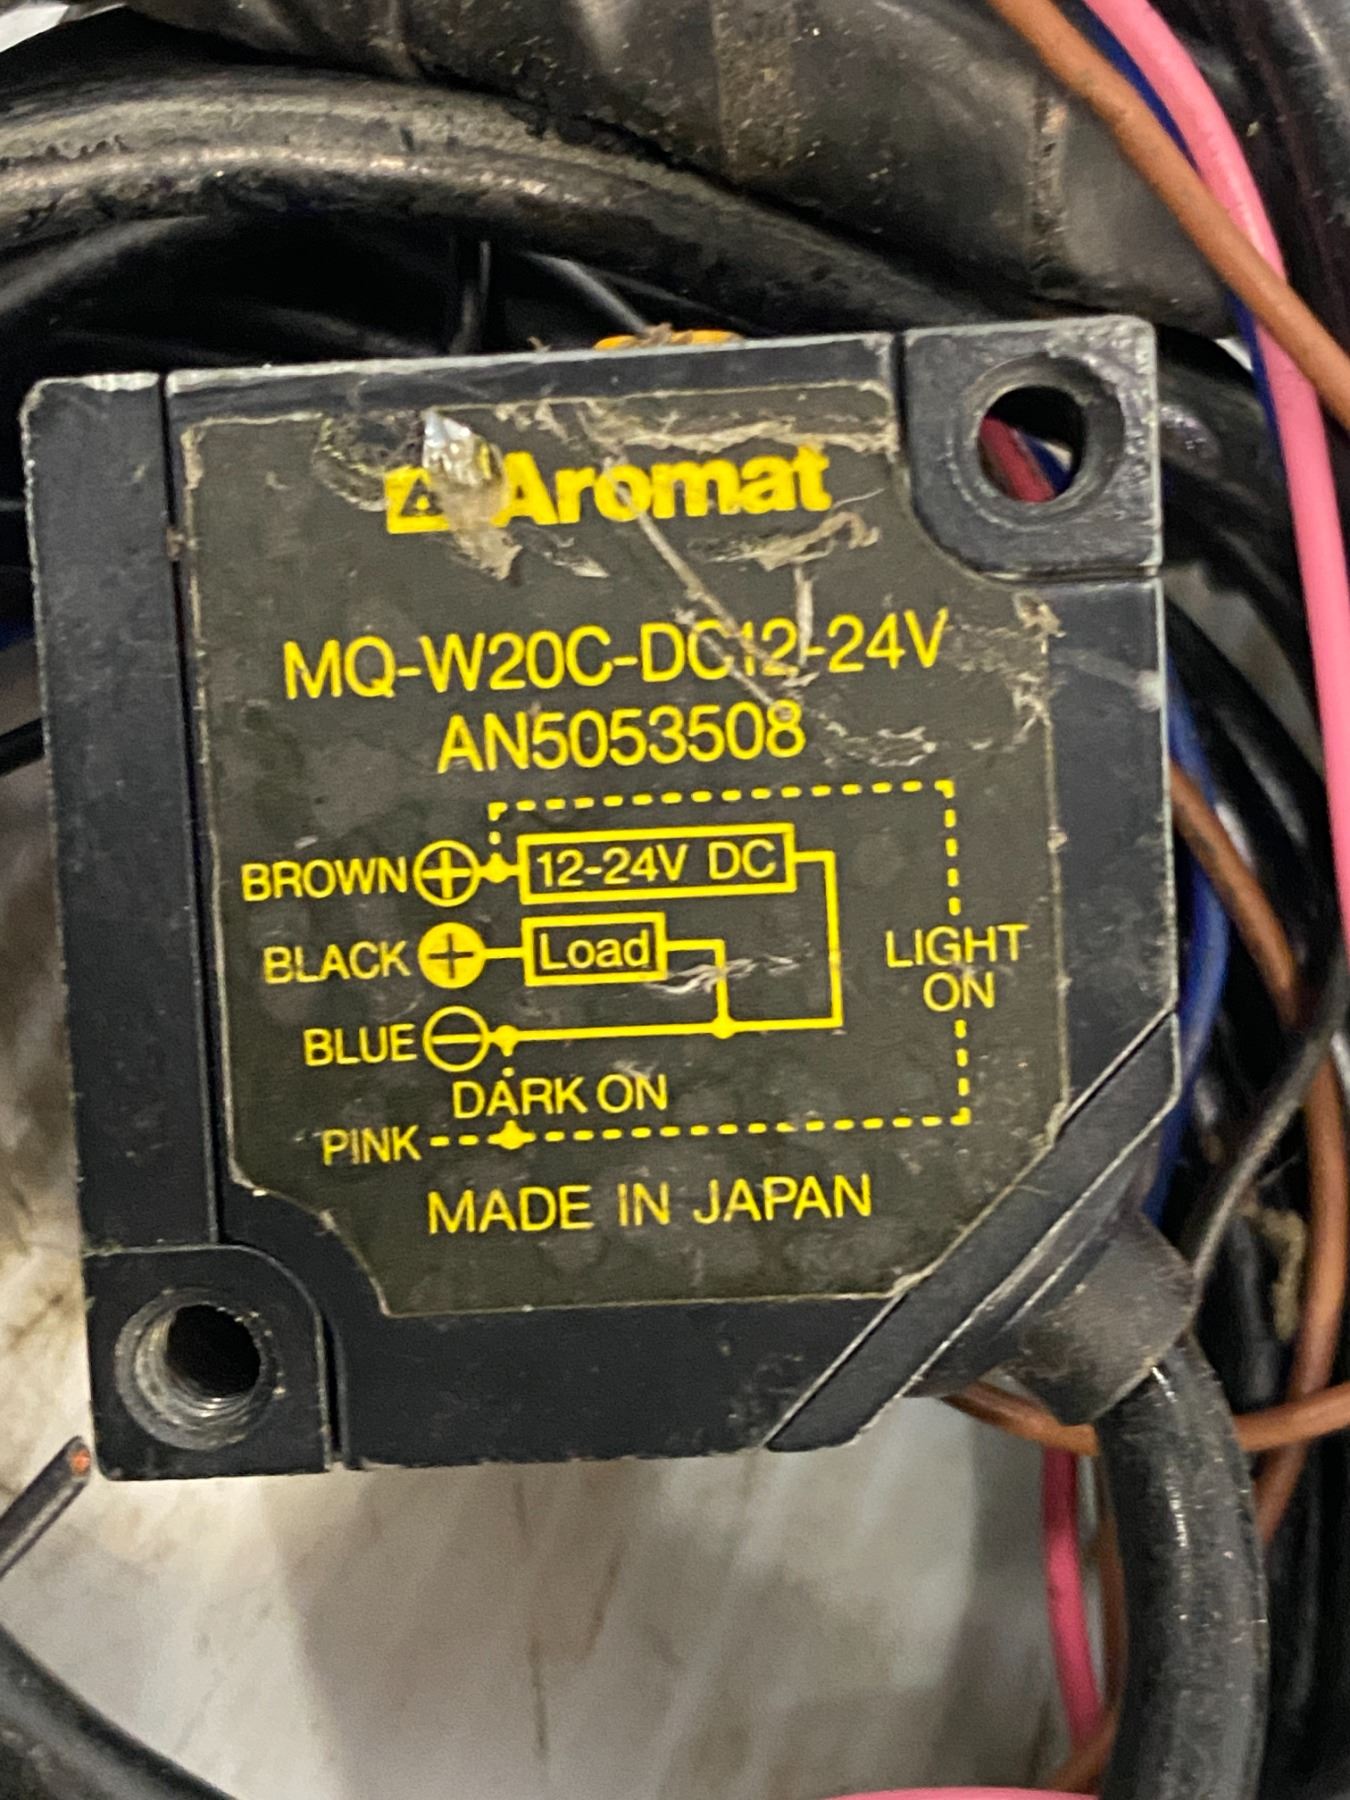 Aromat
MQ-W20C-DC12-24V
AN5053508
BROWN + 12-24V DC
BLACK + Load
LIGHT
ON
BLUE −
DARK ON
PINK
MADE IN JAPAN